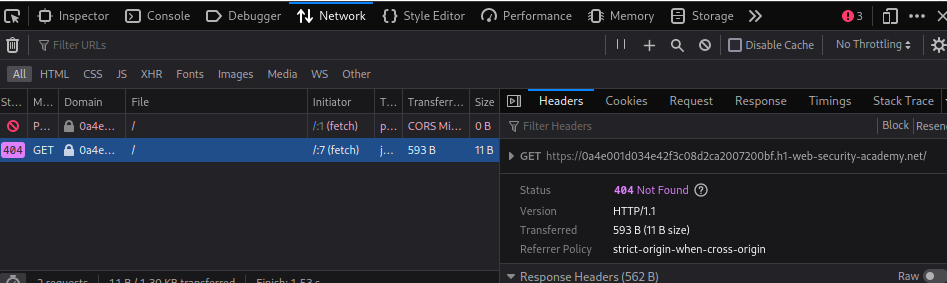 Inspector Console Debugger Network Style Editor Performance Memory Storage 3
Filter URLs Disable Cache No Throttling
All HTML CSS JS XHR Fonts Images Media WS Other
St... M... Domain File Initiator T... Transferr... Size
P... 0a4e... / /:1 (fetch) p... CORS Mi... 0 B
404 GET 0a4e... / /:7 (fetch) j... 593 B 11 B
2 requests 11 B / 1.30 KB transferred Finish: 1.53 s
Headers Cookies Request Response Timings Stack Trace
Filter Headers Block Resen
GET https://0a4e001d034e42f3c08d2ca2007200bf.h1-web-security-academy.net/
Status 404 Not Found
Version HTTP/1.1
Transferred 593 B (11 B size)
Referrer Policy strict-origin-when-cross-origin
Response Headers (562 B) Raw